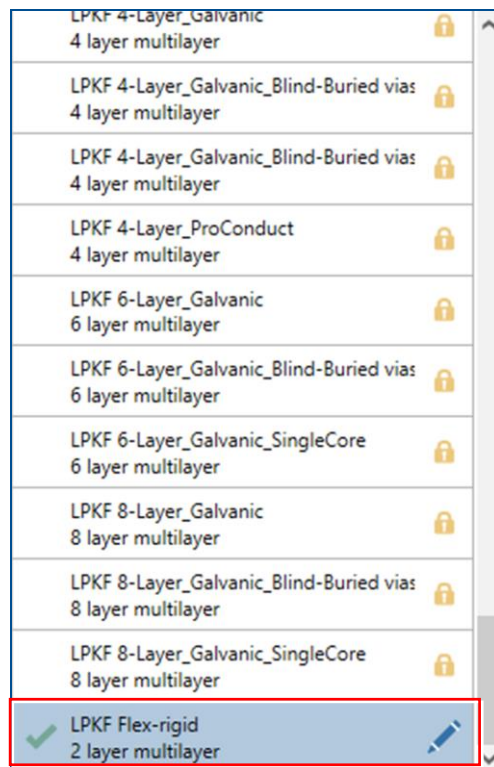 LPKF 4-Layer_Galvanic
4 layer multilayer
LPKF 4-Layer_Galvanic_Blind-Buried vias
4 layer multilayer
LPKF 4-Layer_Galvanic_Blind-Buried vias
4 layer multilayer
LPKF 4-Layer_ProConduct
4 layer multilayer
LPKF 6-Layer_Galvanic
6 layer multilayer
LPKF 6-Layer_Galvanic_Blind-Buried vias
6 layer multilayer
LPKF 6-Layer_Galvanic_SingleCore
6 layer multilayer
LPKF 8-Layer_Galvanic
8 layer multilayer
LPKF 8-Layer_Galvanic_Blind-Buried vias
8 layer multilayer
LPKF 8-Layer_Galvanic_SingleCore
8 layer multilayer
LPKF Flex-rigid
2 layer multilayer